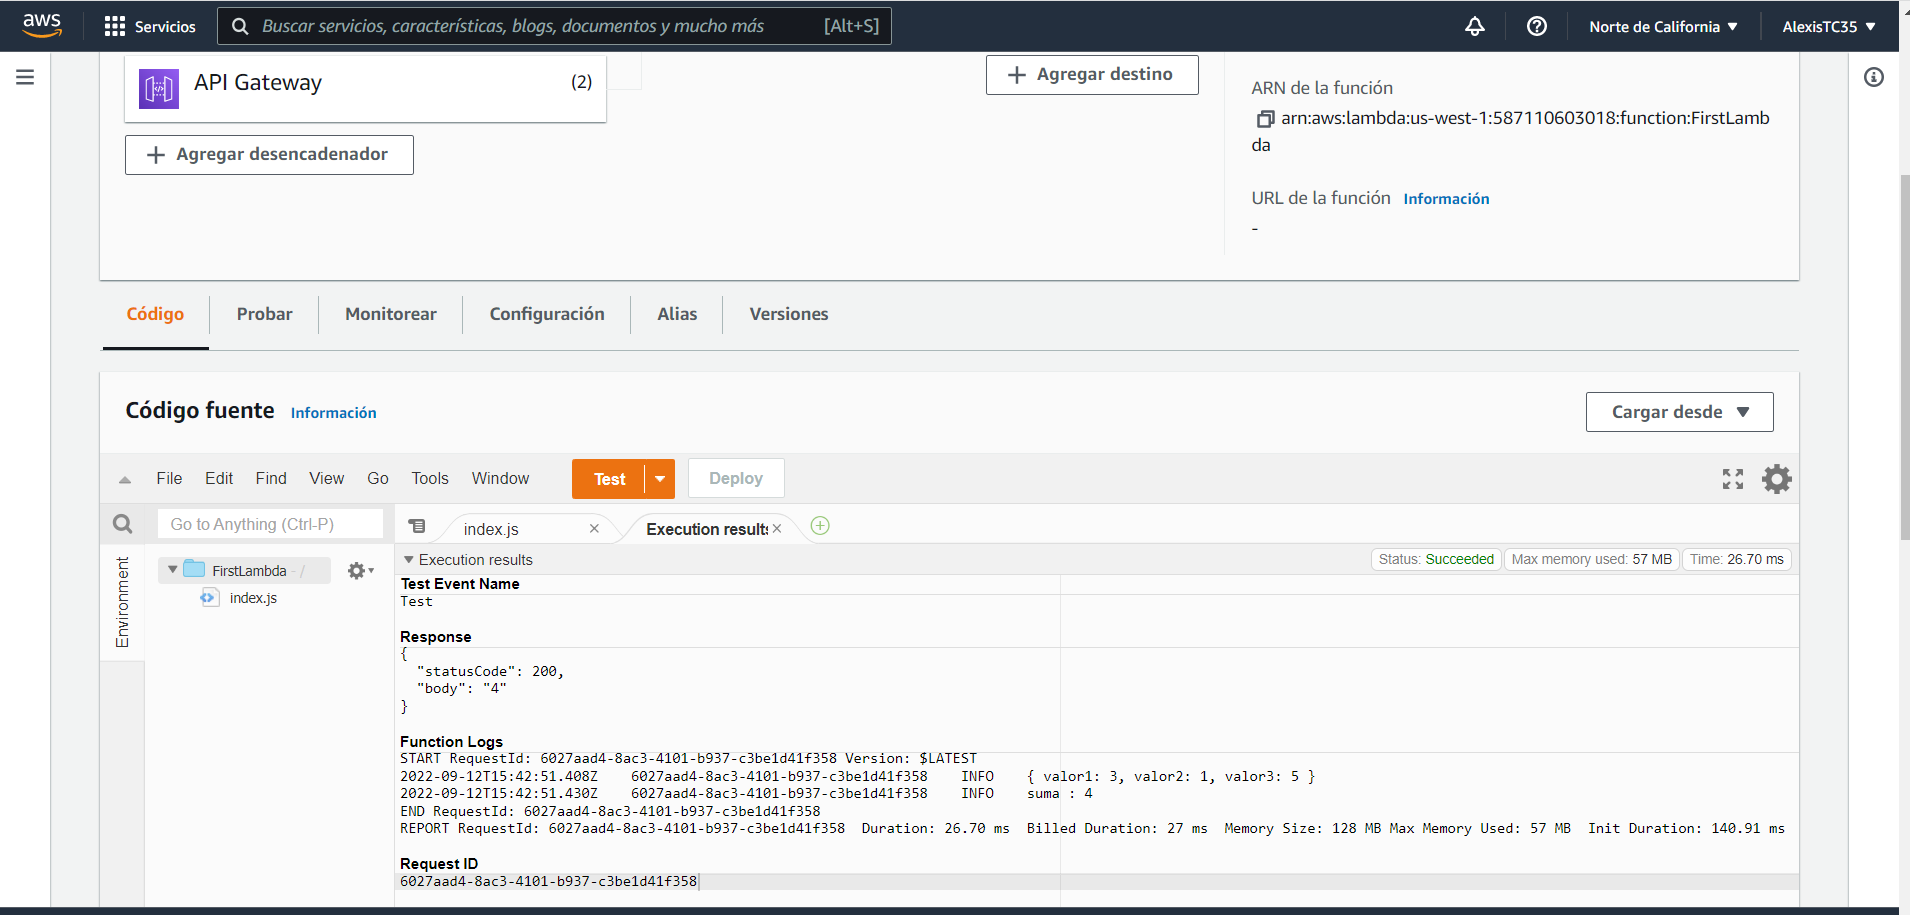 aws
Servicios
Buscar servicios, características, blogs, documentos y mucho más [Alt+S]
Norte de California
AlexisTC35
API Gateway (2)
Agregar destino
Agregar desencadenador
ARN de la función
arn:aws:lambda:us-west-1:587110603018:function:FirstLamb
da
URL de la función Información
-
Código
Probar
Monitorear
Configuración
Alias
Versiones
Código fuente Información
Cargar desde
File Edit Find View Go Tools Window
Test
Deploy
Go to Anything (Ctrl-P)
index.js
Execution results
Environment
FirstLambda - /
index.js
Execution results
Status: Succeeded
Max memory used: 57 MB
Time: 26.70 ms
Test Event Name
Test
Response
{
"statusCode": 200,
"body": "4"
}
Function Logs
START RequestId: 6027aad4-8ac3-4101-b937-c3be1d41f358 Version: $LATEST
2022-09-12T15:42:51.408Z 6027aad4-8ac3-4101-b937-c3be1d41f358 INFO { valor1: 3, valor2: 1, valor3: 5 }
2022-09-12T15:42:51.430Z 6027aad4-8ac3-4101-b937-c3be1d41f358 INFO suma : 4
END RequestId: 6027aad4-8ac3-4101-b937-c3be1d41f358
REPORT RequestId: 6027aad4-8ac3-4101-b937-c3be1d41f358 Duration: 26.70 ms Billed Duration: 27 ms Memory Size: 128 MB Max Memory Used: 57 MB Init Duration: 140.91 ms
Request ID
6027aad4-8ac3-4101-b937-c3be1d41f358